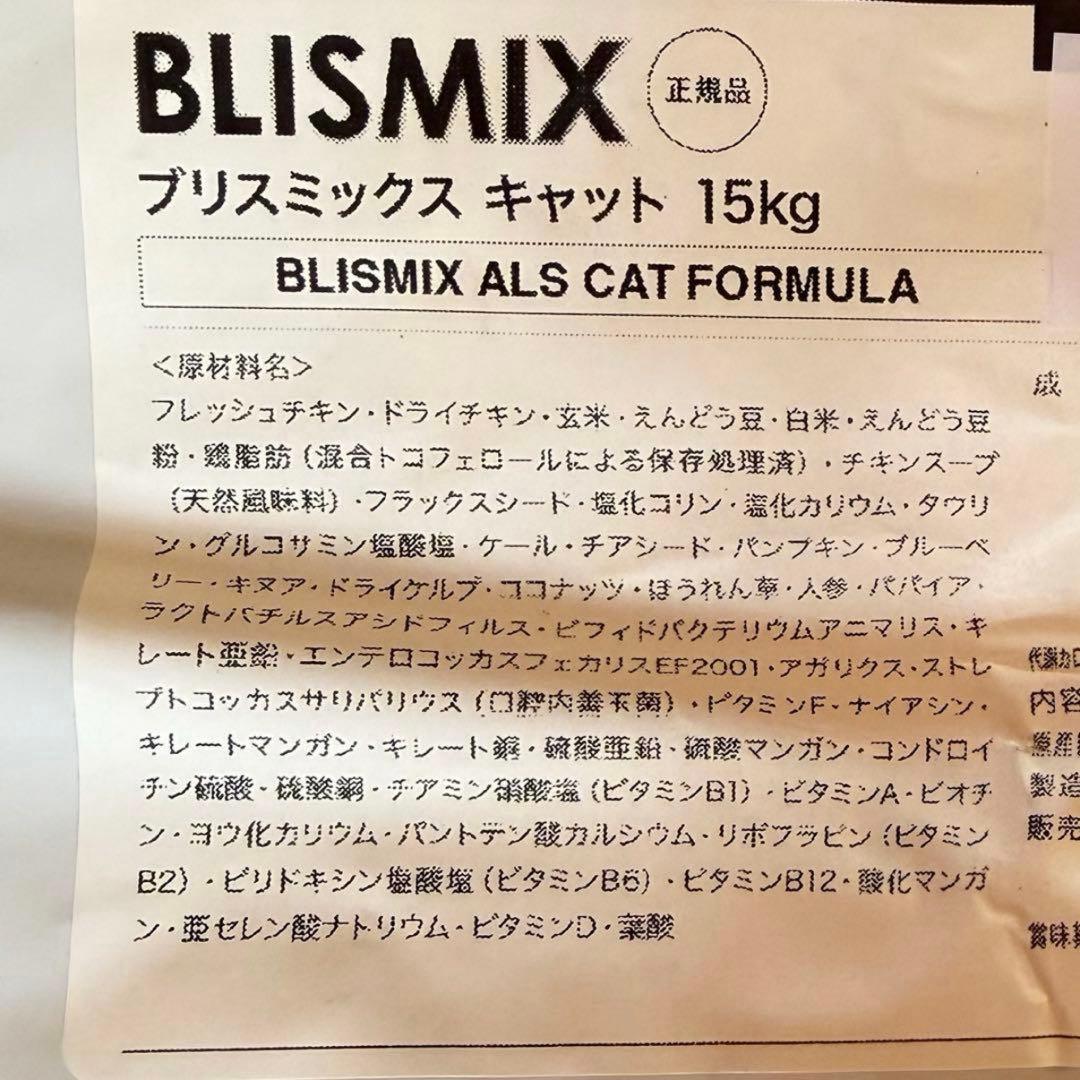 BLISMIX
正規品
ブリスミックス キャット 15kg
BLISMIX ALS CAT FORMULA
<原材料名>
フレッシュチキン・ドライチキン・玄米・えんどう豆・白米・えんどう豆
粉・鶏脂肪（混合トコフェロールによる保存処理済）・チキンスープ
（天然風味料）・フラックスシード・塩化コリン・塩化カリウム・タウリ
ン・グルコサミン塩酸塩・ケール・チアシード・パンプキン・ブルーベ
リー・キヌア・ドライケルプ・ココナッツ・ほうれん草・人参・パパイア・
ラクトバチルスアシドフィルス・ビフィドバクテリウムアニマリス・キ
レート亜鉛・エンテロコッカスフェカリスEF2001・アガリクス・ストレ
プトコッカスサリバリウス（口腔内善玉菌）・ビタミンE・ナイアシン・
キレートマンガン・キレート銅・硫酸亜鉛・硫酸マンガン・コンドロイ
チン硫酸・硫酸銅・チアミン硝酸塩（ビタミンB1）・ビタミンA・ビオチ
ン・ヨウ化カリウム・パントテン酸カルシウム・リボフラビン（ビタミン
B2）・ピリドキシン塩酸塩（ビタミンB6）・ビタミンB12・酸化マンガ
ン・亜セレン酸ナトリウム・ビタミンD・葉酸
成
代謝
内容
原産
製造
販売
賞味